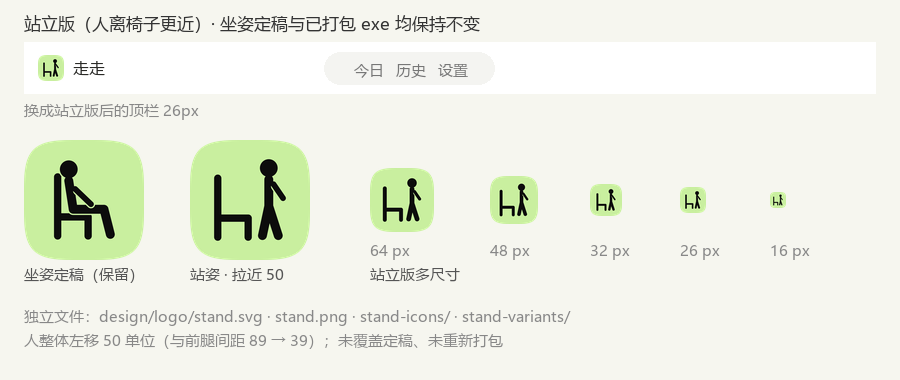 站立版（人离椅子更近）· 坐姿定稿与已打包 exe 均保持不变
走走
今日 历史 设置
换成站立版后的顶栏 26px
64 px 48 px 32 px 26 px 16 px
坐姿定稿（保留） 站姿 · 拉近 50 站立版多尺寸
独立文件：design/logo/stand.svg · stand.png · stand-icons/ · stand-variants/
人整体左移 50 单位（与前腿间距 89 → 39）；未覆盖定稿、未重新打包